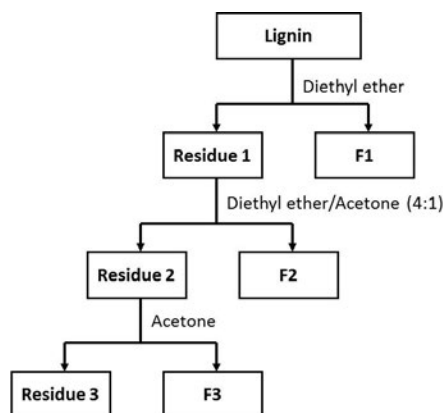 Lignin
Diethyl ether
Residue 1
F1
Diethyl ether/Acetone (4:1)
Residue 2
F2
Acetone
Residue 3
F3